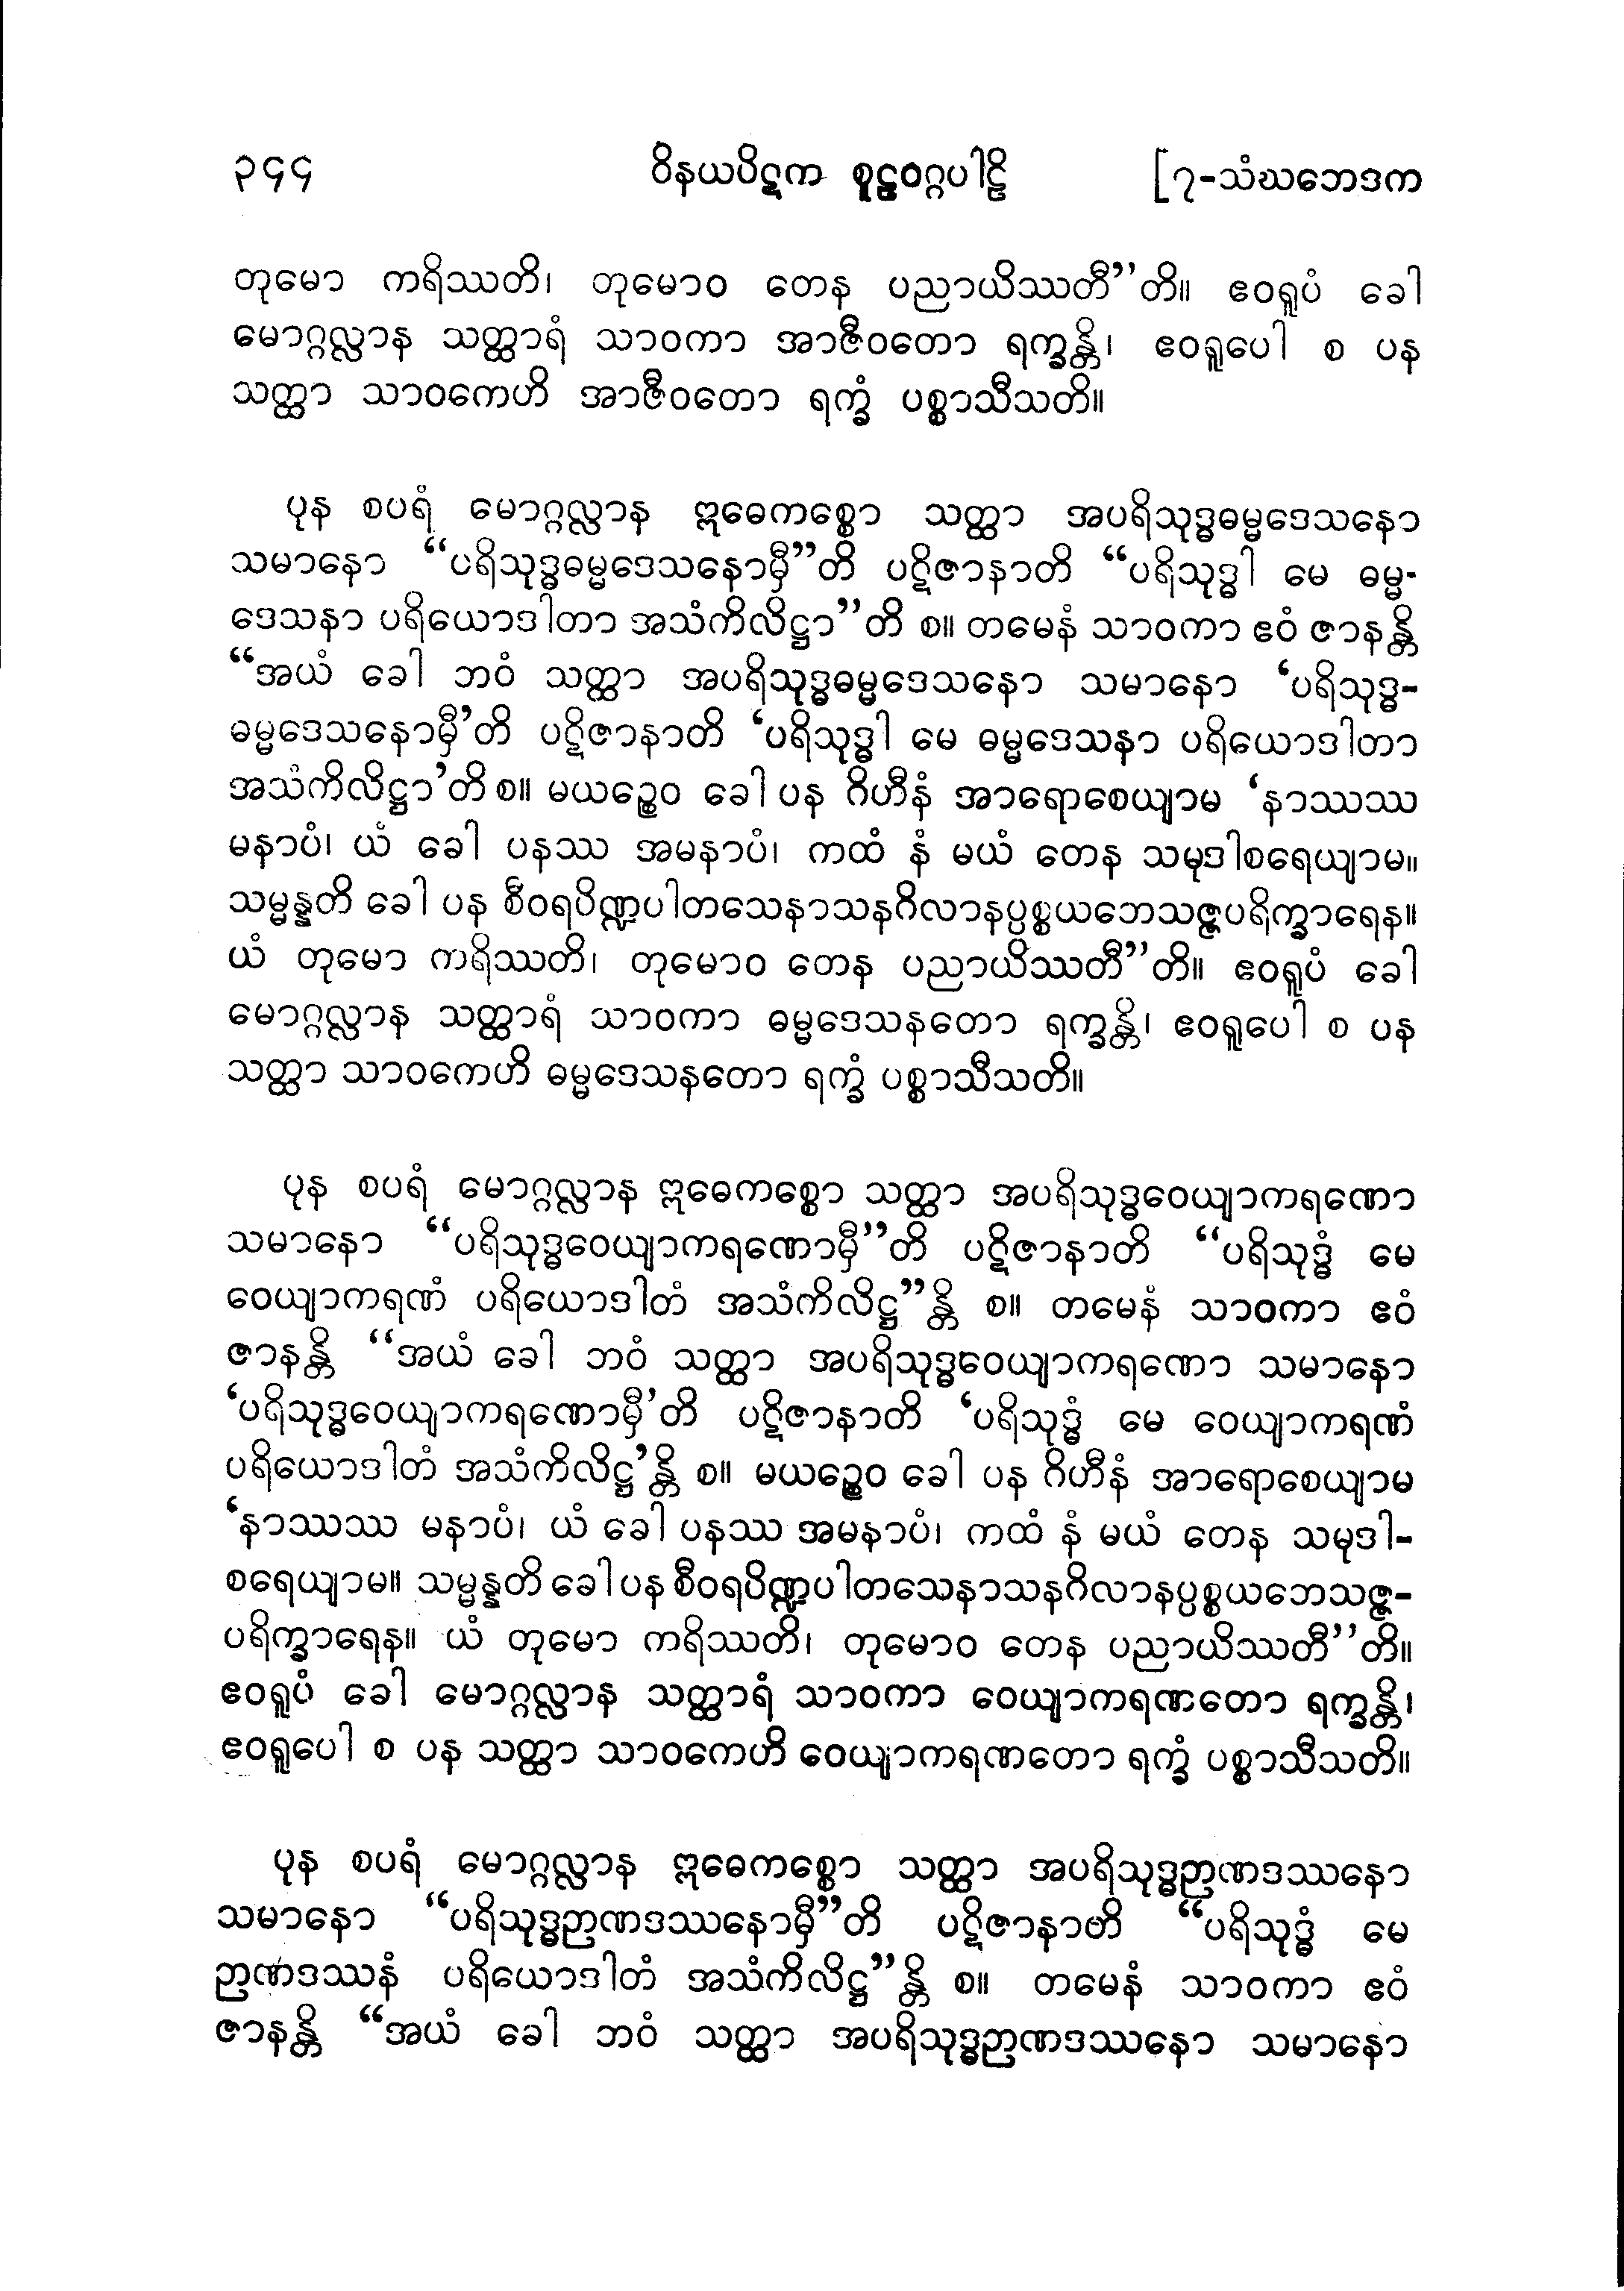 ၃၄၄ ဝိနယပိဋက စူဠဝဂ္ဂပါဠိ [၇-သံဃဘေဒက
တုမော ကရိဿတိ၊ တုမောဝ တေန ပညာယိဿတီ”တိ။ ဧဝရူပံ ခေါ
မောဂ္ဂလ္လာန သတ္ထာရံ သာဝကာ အာဇီဝတော ရက္ခန္တိ၊ ဧဝရူပေါ စ ပန
သတ္ထာ သာဝကေဟိ အာဇီဝတော ရက္ခံ ပစ္စာသီသတိ။
ပုန စပရံ မောဂ္ဂလ္လာန ဣဓေကစ္စော သတ္ထာ အပရိသုဒ္ဓဓမ္မဒေသနော
သမာနော “ပရိသုဒ္ဓဓမ္မဒေသနောမှီ”တိ ပဋိဇာနာတိ “ပရိသုဒ္ဓါ မေ ဓမ္မ-
ဒေသနာ ပရိယောဒါတာ အသံကိလိဋ္ဌာ”တိ စ။ တမေနံ သာဝကာ ဧဝံ ဇာနန္တိ
“အယံ ခေါ ဘဝံ သတ္ထာ အပရိသုဒ္ဓဓမ္မဒေသနော သမာနော ‘ပရိသုဒ္ဓ-
ဓမ္မဒေသနောမှီ’တိ ပဋိဇာနာတိ ‘ပရိသုဒ္ဓါ မေ ဓမ္မဒေသနာ ပရိယောဒါတာ
အသံကိလိဋ္ဌာ’တိ စ။ မယဉ္စေဝ ခေါ ပန ဂိဟီနံ အာရောစေယျာမ ‘နာဿဿ
မနာပံ၊ ယံ ခေါ ပနဿ အမနာပံ၊ ကထံ နံ မယံ တေန သမုဒါစရေယျာမ။
သမ္မန္နတိ ခေါ ပန စီဝရပိဏ္ဍပါတသေနာသနဂိလာနပ္ပစ္စယဘေသဇ္ဇပရိက္ခာရေန။
ယံ တုမော ကရိဿတိ၊ တုမောဝ တေန ပညာယိဿတီ”တိ။ ဧဝရူပံ ခေါ
မောဂ္ဂလ္လာန သတ္ထာရံ သာဝကာ ဓမ္မဒေသနတော ရက္ခန္တိ၊ ဧဝရူပေါ စ ပန
သတ္ထာ သာဝကေဟိ ဓမ္မဒေသနတော ရက္ခံ ပစ္စာသီသတိ။
ပုန စပရံ မောဂ္ဂလ္လာန ဣဓေကစ္စော သတ္ထာ အပရိသုဒ္ဓဝေယျာကရဏော
သမာနော “ပရိသုဒ္ဓဝေယျာကရဏောမှီ”တိ ပဋိဇာနာတိ “ပရိသုဒ္ဓံ မေ
ဝေယျာကရဏံ ပရိယောဒါတံ အသံကိလိဋ္ဌ”န္တိ စ။ တမေနံ သာဝကာ ဧဝံ
ဇာနန္တိ “အယံ ခေါ ဘဝံ သတ္ထာ အပရိသုဒ္ဓဝေယျာကရဏော သမာနော
‘ပရိသုဒ္ဓဝေယျာကရဏောမှီ’တိ ပဋိဇာနာတိ ‘ပရိသုဒ္ဓံ မေ ဝေယျာကရဏံ
ပရိယောဒါတံ အသံကိလိဋ္ဌ’န္တိ စ။ မယဉ္စေဝ ခေါ ပန ဂိဟီနံ အာရောစေယျာမ
‘နာဿဿ မနာပံ၊ ယံ ခေါ ပနဿ အမနာပံ၊ ကထံ နံ မယံ တေန သမုဒါ-
စရေယျာမ။ သမ္မန္နတိ ခေါ ပန စီဝရပိဏ္ဍပါတသေနာသနဂိလာနပ္ပစ္စယဘေသဇ္ဇ-
ပရိက္ခာရေန။ ယံ တုမော ကရိဿတိ၊ တုမောဝ တေန ပညာယိဿတီ”တိ။
ဧဝရူပံ ခေါ မောဂ္ဂလ္လာန သတ္ထာရံ သာဝကာ ဝေယျာကရဏတော ရက္ခန္တိ၊
ဧဝရူပေါ စ ပန သတ္ထာ သာဝကေဟိ ဝေယျာကရဏတော ရက္ခံ ပစ္စာသီသတိ။
ပုန စပရံ မောဂ္ဂလ္လာန ဣဓေကစ္စော သတ္ထာ အပရိသုဒ္ဓဉာဏဒဿနော
သမာနော “ပရိသုဒ္ဓဉာဏဒဿနောမှီ”တိ ပဋိဇာနာတိ “ပရိသုဒ္ဓံ မေ
ဉာဏဒဿနံ ပရိယောဒါတံ အသံကိလိဋ္ဌ”န္တိ စ။ တမေနံ သာဝကာ ဧဝံ
ဇာနန္တိ “အယံ ခေါ ဘဝံ သတ္ထာ အပရိသုဒ္ဓဉာဏဒဿနော သမာနော